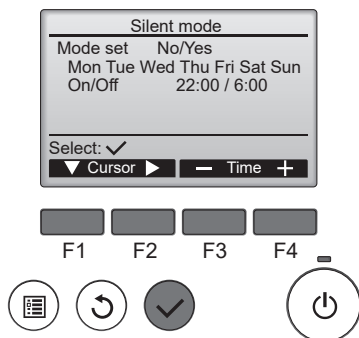 Silent mode
Mode set No/Yes
Mon Tue Wed Thu Fri Sat Sun
On/Off 22:00 / 6:00
Select:
Cursor Time
F1 F2 F3 F4